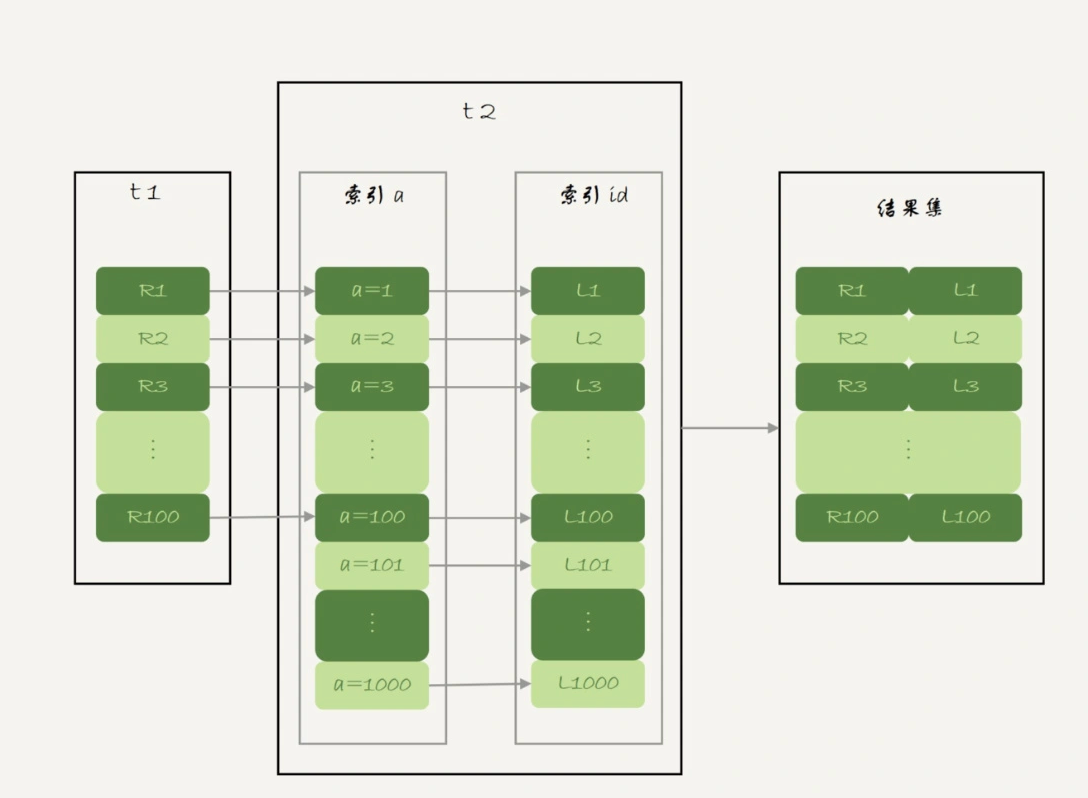 t2
t1
索引 a
索引 id
结果集
R1
a=1
L1
R1
L1
R2
a=2
L2
R2
L2
R3
a=3
L3
R3
L3
⋮
⋮
⋮
⋮
R100
a=100
L100
R100
L100
a=101
L101
⋮
⋮
a=1000
L1000